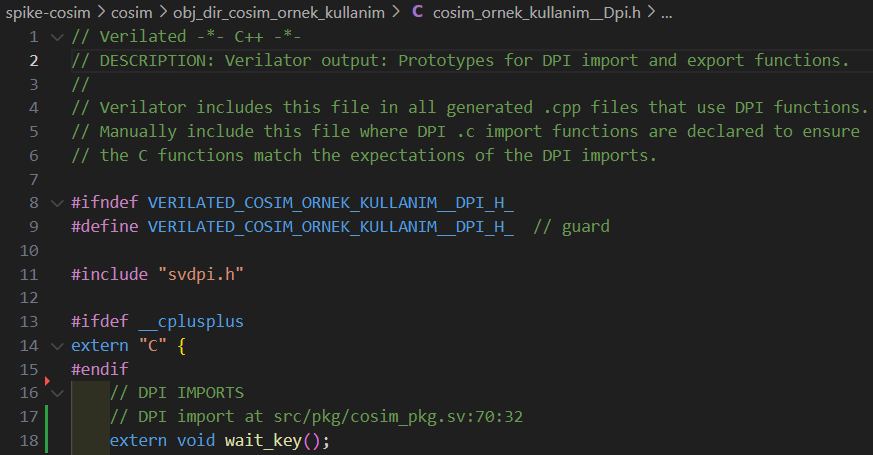 spike-cosim > cosim > obj_dir_cosim_ornek_kullanim > C cosim_ornek_kullanim__Dpi.h > ...
1 // Verilated -*- C++ -*-
2 // DESCRIPTION: Verilator output: Prototypes for DPI import and export functions.
3 //
4 // Verilator includes this file in all generated .cpp files that use DPI functions.
5 // Manually include this file where DPI .c import functions are declared to ensure
6 // the C functions match the expectations of the DPI imports.
7
8 #ifndef VERILATED_COSIM_ORNEK_KULLANIM__DPI_H_
9 #define VERILATED_COSIM_ORNEK_KULLANIM__DPI_H_  // guard
10
11 #include "svdpi.h"
12
13 #ifdef __cplusplus
14 extern "C" {
15 #endif
16     // DPI IMPORTS
17     // DPI import at src/pkg/cosim_pkg.sv:70:32
18     extern void wait_key();